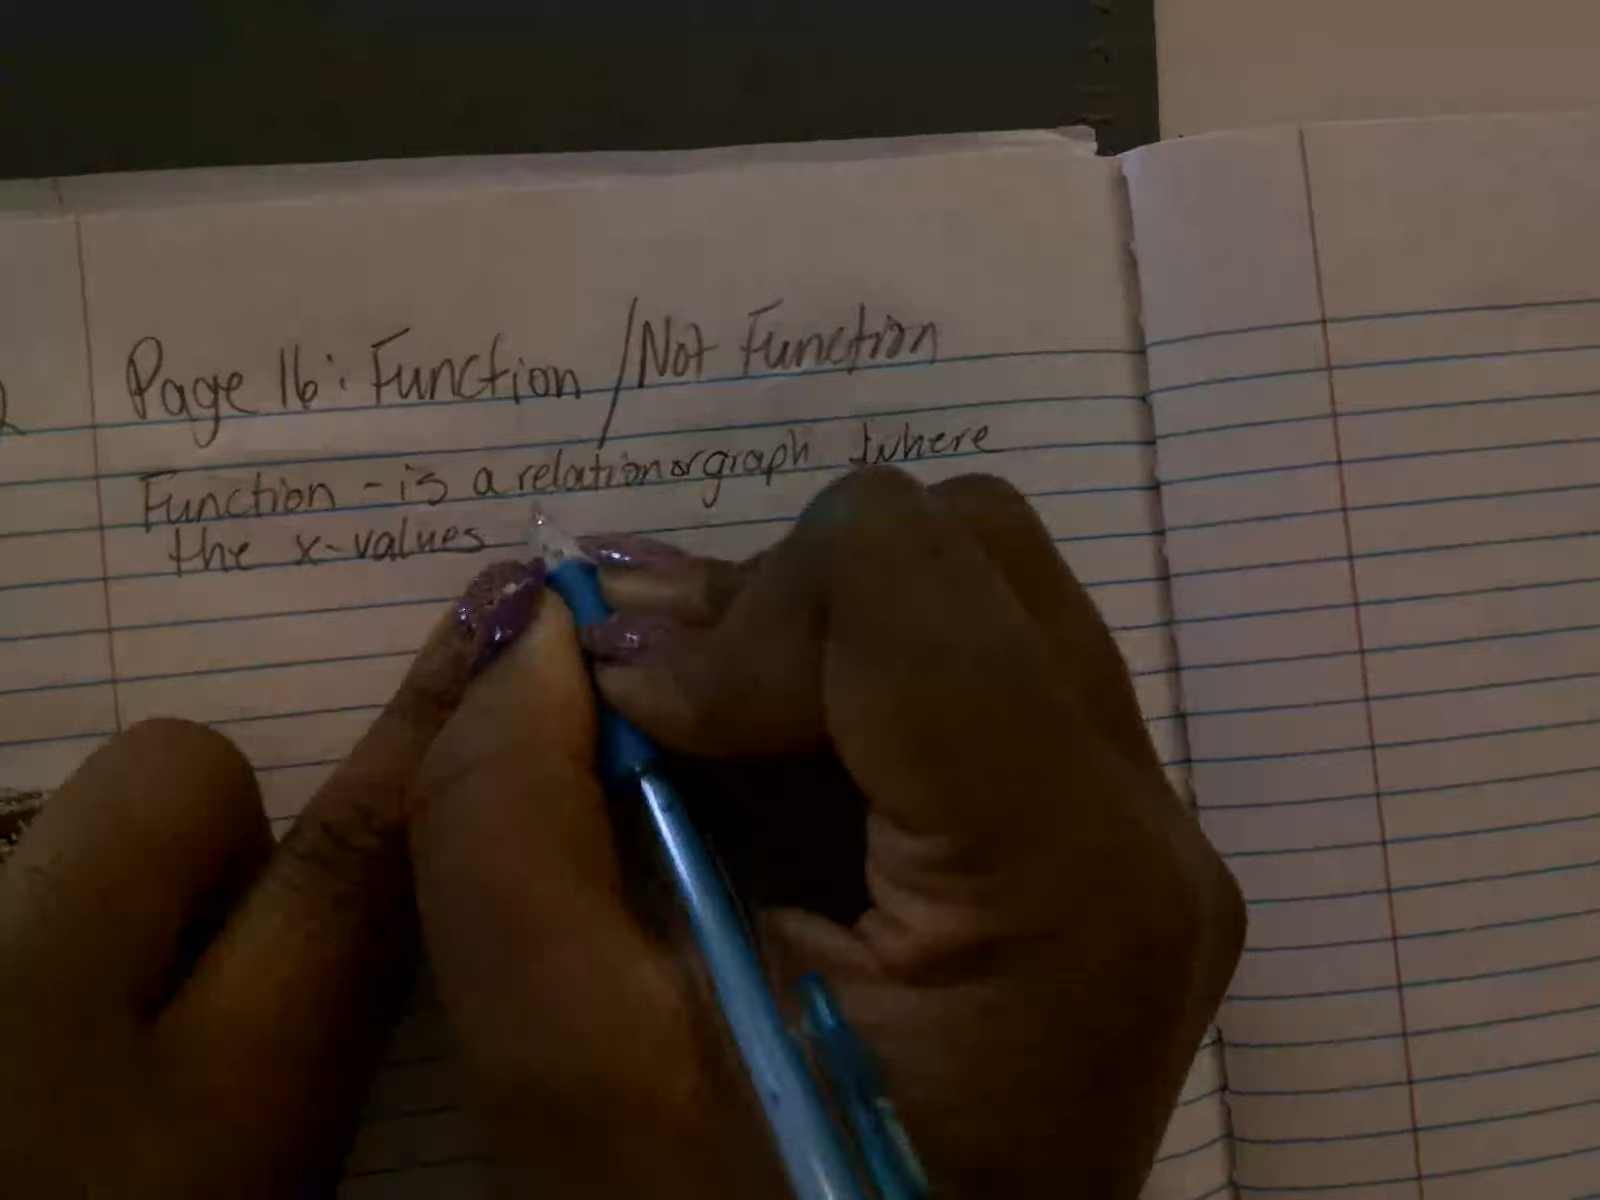 Page 16: Function / Not Function
Function - is a relation or graph where
the x-values